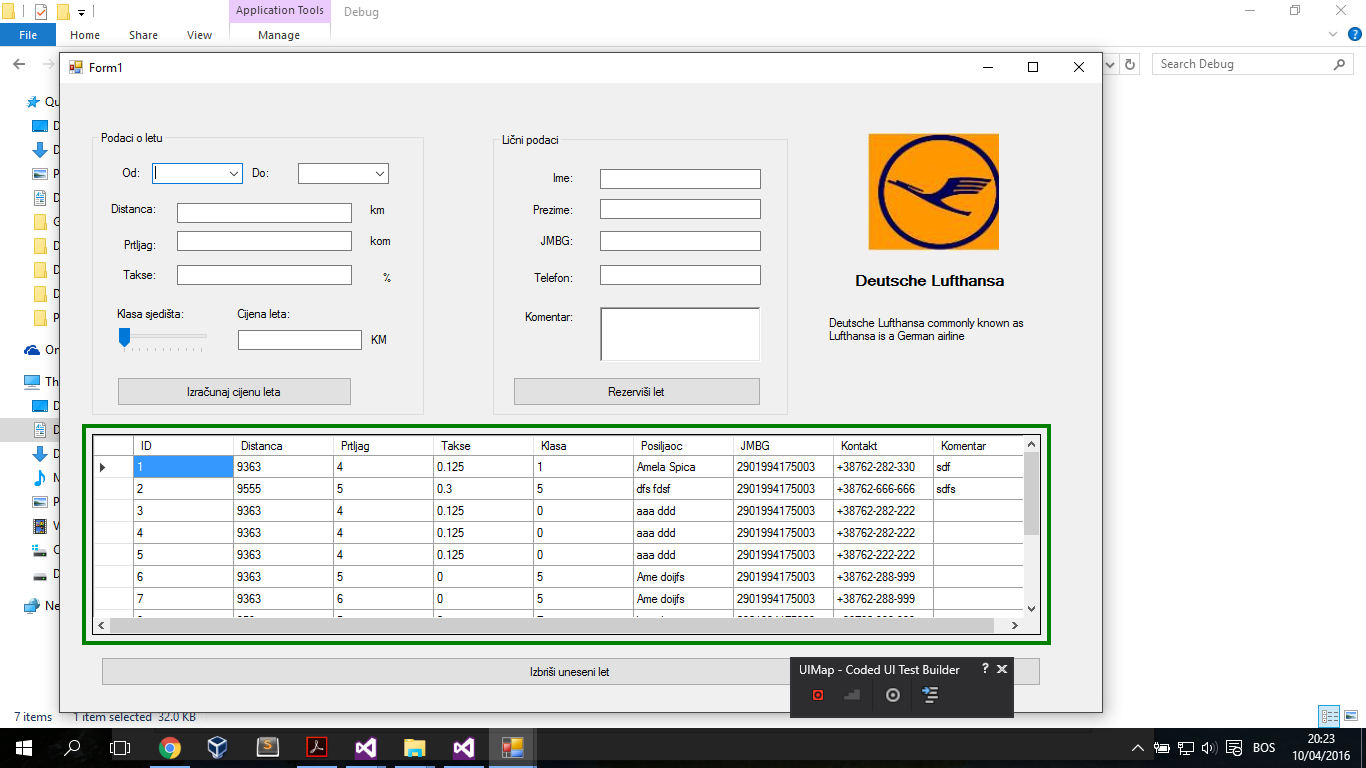 Application Tools
Debug
File
Home
Share
View
Manage
Form1
Search Debug
Podaci o letu
Lični podaci
Od:
Do:
Ime:
Distanca:
km
Prezime:
Prtljag:
kom
JMBG:
Takse:
%
Telefon:
Deutsche Lufthansa
Klasa sjedišta:
Cijena leta:
Komentar:
Deutsche Lufthansa commonly known as
Lufthansa is a German airline
KM
Izračunaj cijenu leta
Rezerviši let
ID Distanca Prtljag Takse Klasa Posiljaoc JMBG Kontakt Komentar
1 9363 4 0.125 1 Amela Spica 2901994175003 +38762-282-330 sdf
2 9555 5 0.3 5 dfs fdsf 2901994175003 +38762-666-666 sdfs
3 9363 4 0.125 0 aaa ddd 2901994175003 +38762-282-222
4 9363 4 0.125 0 aaa ddd 2901994175003 +38762-282-222
5 9363 4 0.125 0 aaa ddd 2901994175003 +38762-222-222
6 9363 5 0 5 Ame doijfs 2901994175003 +38762-288-999
7 9363 6 0 5 Ame doijfs 2901994175003 +38762-288-999
Izbriši uneseni let
UIMap - Coded UI Test Builder
7 items
1 item selected 32.0 KB
BOS
20:23
10/04/2016